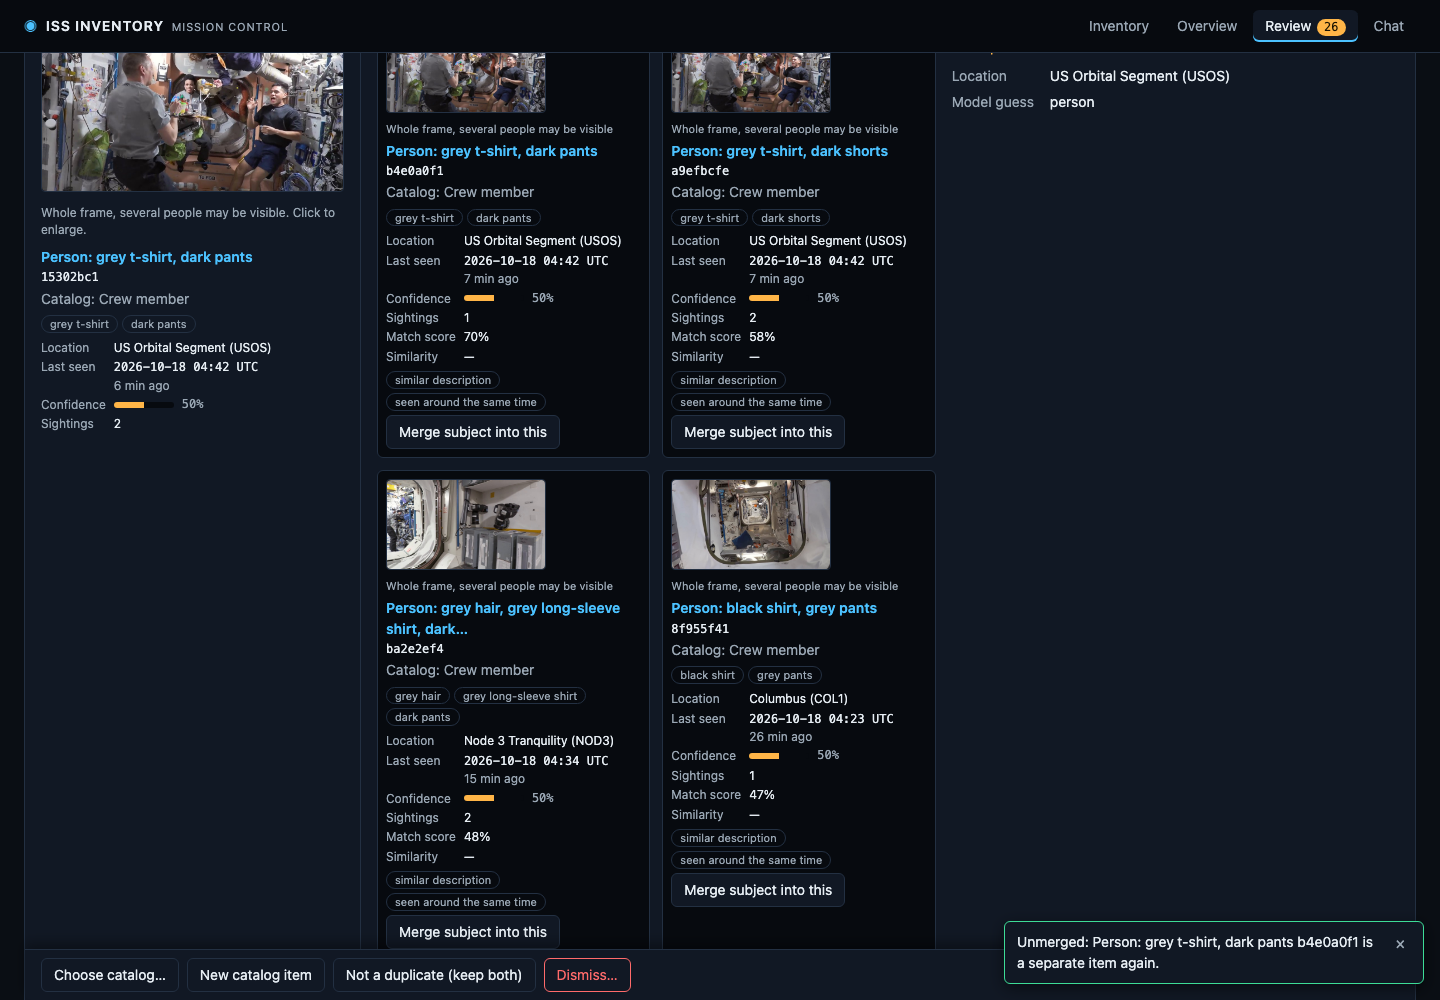 ISS INVENTORY MISSION CONTROL
Inventory Overview Review 26 Chat
Whole frame, several people may be visible. Click to
enlarge.
Person: grey t-shirt, dark pants
15302bc1
Catalog: Crew member
grey t-shirt dark pants
Location US Orbital Segment (USOS)
Last seen 2026-10-18 04:42 UTC
6 min ago
Confidence 50%
Sightings 2
Whole frame, several people may be visible
Person: grey t-shirt, dark pants
b4e0a0f1
Catalog: Crew member
grey t-shirt dark pants
Location US Orbital Segment (USOS)
Last seen 2026-10-18 04:42 UTC
7 min ago
Confidence 50%
Sightings 1
Match score 70%
Similarity —
similar description
seen around the same time
Merge subject into this
Whole frame, several people may be visible
Person: grey t-shirt, dark shorts
a9efbcfe
Catalog: Crew member
grey t-shirt dark shorts
Location US Orbital Segment (USOS)
Last seen 2026-10-18 04:42 UTC
7 min ago
Confidence 50%
Sightings 2
Match score 58%
Similarity —
similar description
seen around the same time
Merge subject into this
Whole frame, several people may be visible
Person: grey hair, grey long-sleeve
shirt, dark...
ba2e2ef4
Catalog: Crew member
grey hair grey long-sleeve shirt
dark pants
Location Node 3 Tranquility (NOD3)
Last seen 2026-10-18 04:34 UTC
15 min ago
Confidence 50%
Sightings 2
Match score 48%
Similarity —
similar description
seen around the same time
Merge subject into this
Whole frame, several people may be visible
Person: black shirt, grey pants
8f955f41
Catalog: Crew member
black shirt grey pants
Location Columbus (COL1)
Last seen 2026-10-18 04:23 UTC
26 min ago
Confidence 50%
Sightings 1
Match score 47%
Similarity —
similar description
seen around the same time
Merge subject into this
Location US Orbital Segment (USOS)
Model guess person
Choose catalog... New catalog item Not a duplicate (keep both) Dismiss...
Unmerged: Person: grey t-shirt, dark pants b4e0a0f1 is
a separate item again.
×